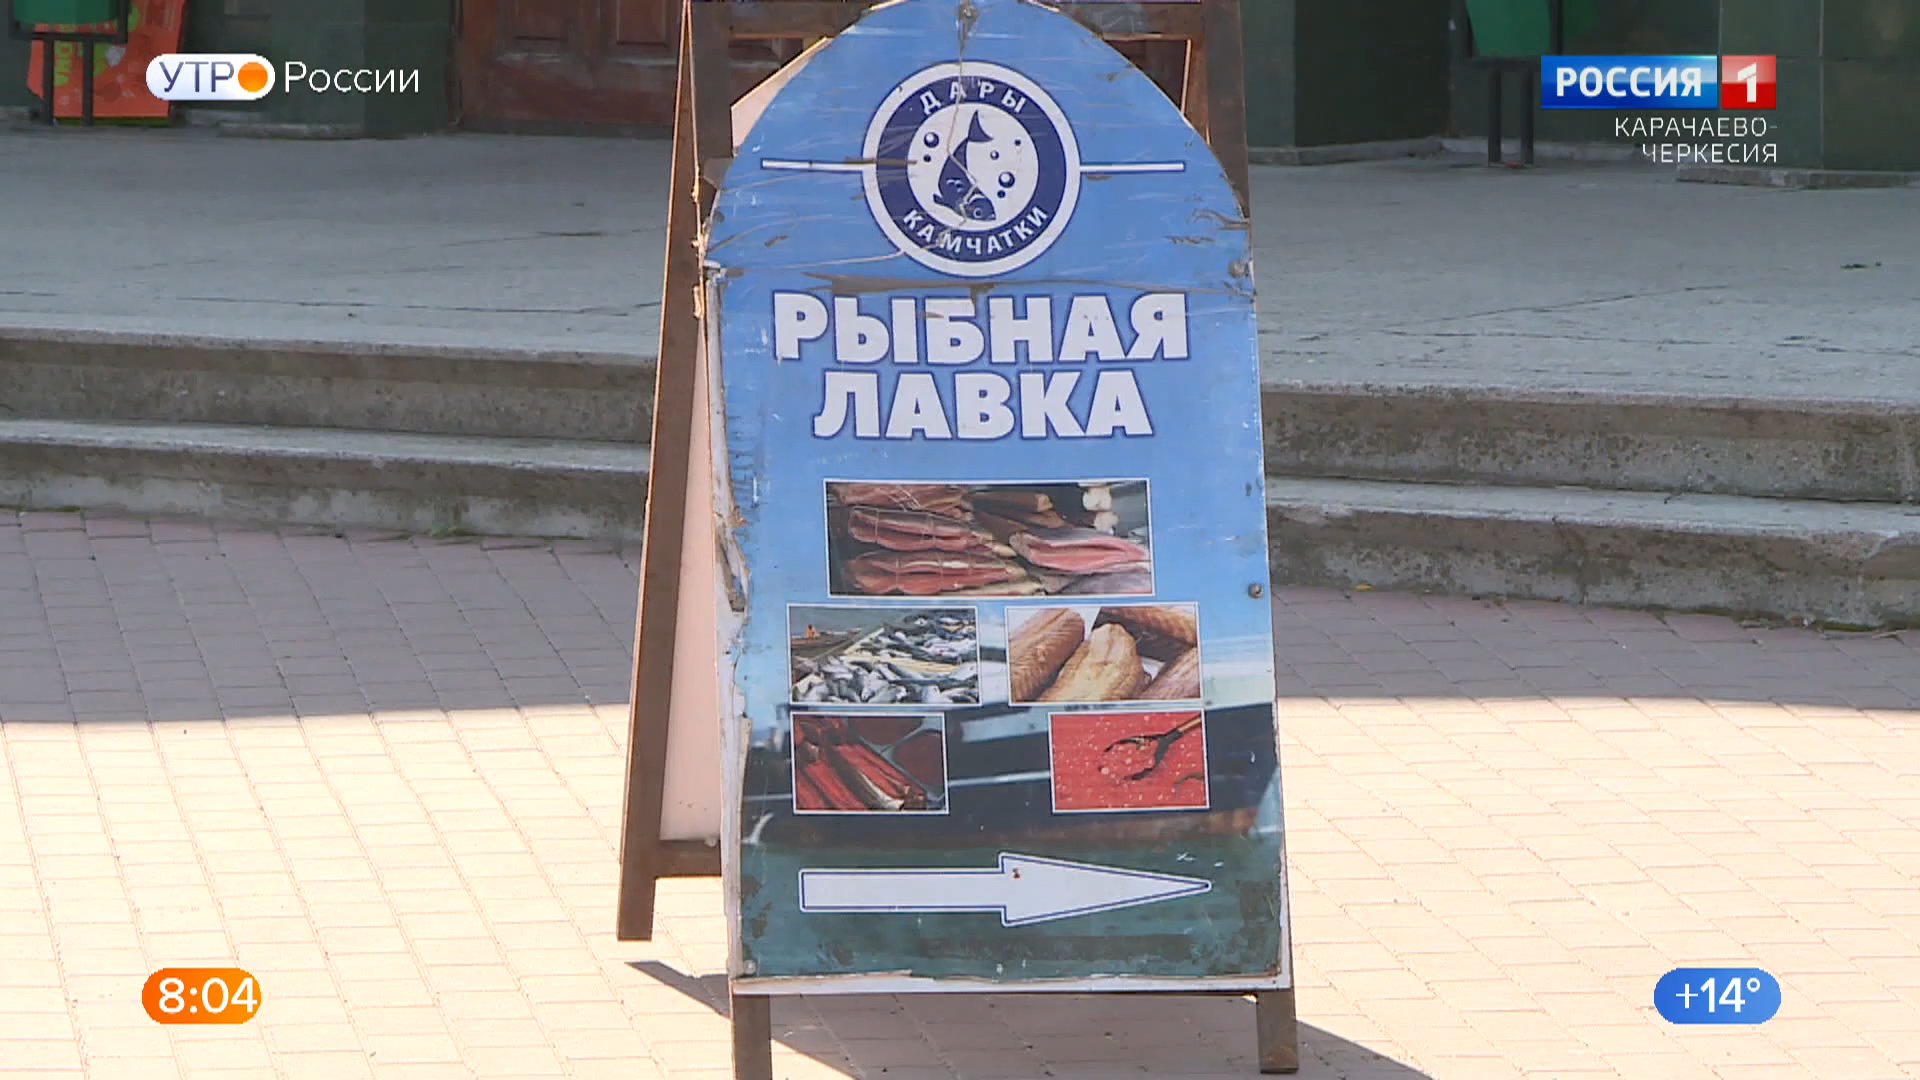 УТРО России
РОССИЯ 1
КАРАЧАЕВО-
ЧЕРКЕСИЯ
ДАРЫ
КАМЧАТКИ
РЫБНАЯ
ЛАВКА
8:04
+14°